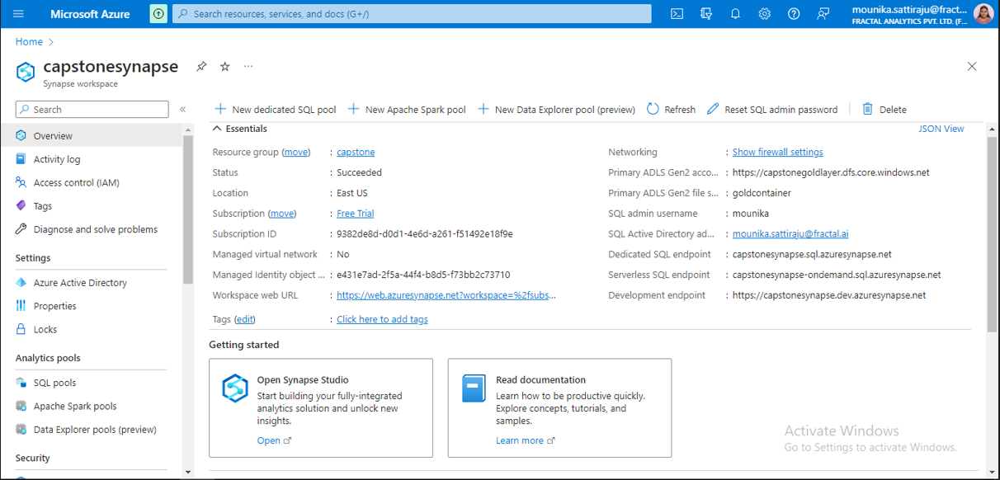 Microsoft Azure
Search resources, services, and docs (G+/)
mounika.sattiraju@fract...
FRACTAL ANALYTICS PVT. LTD. (F...
Home >
capstonesynapse
Synapse workspace
Search
«
New dedicated SQL pool
New Apache Spark pool
New Data Explorer pool (preview)
Refresh
Reset SQL admin password
Delete
Overview
Activity log
Access control (IAM)
Tags
Diagnose and solve problems
Settings
Azure Active Directory
Properties
Locks
Analytics pools
SQL pools
Apache Spark pools
Data Explorer pools (preview)
Security
Essentials
JSON View
Resource group (move) : capstone
Status : Succeeded
Location : East US
Subscription (move) : Free Trial
Subscription ID : 9382de8d-d0d1-4e6d-a261-f51492e18f9e
Managed virtual network : No
Managed Identity object ... : e431e7ad-2f5a-44f4-b8d5-f73bb2c73710
Workspace web URL : https://web.azuresynapse.net?workspace=%2fsubs...
Tags (edit) : Click here to add tags
Networking : Show firewall settings
Primary ADLS Gen2 acco... : https://capstonegoldlayer.dfs.core.windows.net
Primary ADLS Gen2 file s... : goldcontainer
SQL admin username : mounika
SQL Active Directory ad... : mounika.sattiraju@fractal.ai
Dedicated SQL endpoint : capstonesynapse.sql.azuresynapse.net
Serverless SQL endpoint : capstonesynapse-ondemand.sql.azuresynapse.net
Development endpoint : https://capstonesynapse.dev.azuresynapse.net
Getting started
Open Synapse Studio
Start building your fully-integrated
analytics solution and unlock new
insights.
Open
Read documentation
Learn how to be productive quickly.
Explore concepts, tutorials, and
samples.
Learn more
Activate Windows
Go to Settings to activate Windows.